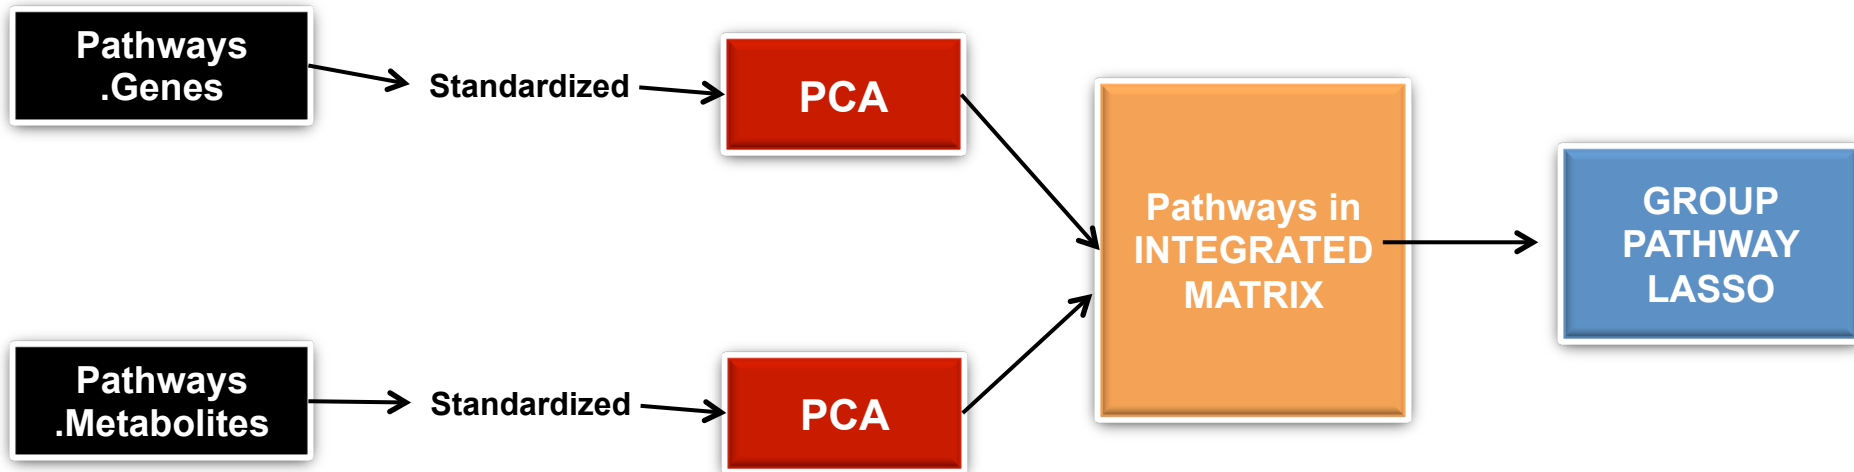 Pathways
.Genes
Standardized
PCA
Pathways in
INTEGRATED
MATRIX
GROUP
PATHWAY
LASSO
Pathways
.Metabolites
Standardized
PCA